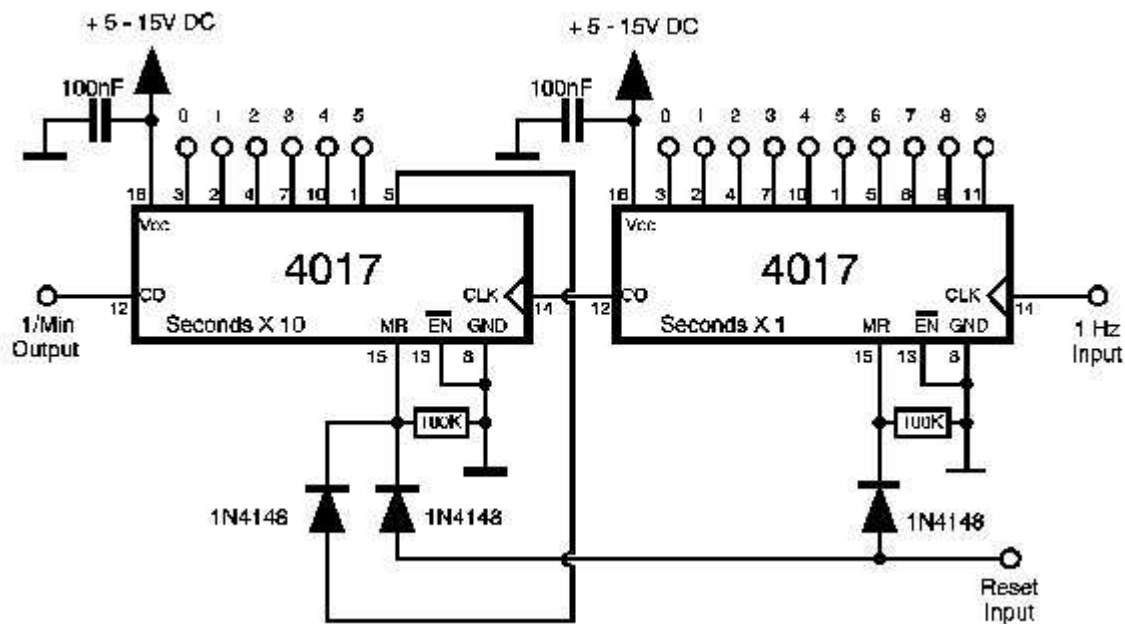 + 5 - 15V DC
+ 5 - 15V DC
100nF
100nF
0 1 2 3 4 5
0 1 2 3 4 5 6 7 8 9
16 3 2 4 7 10 1 5
16 3 2 4 7 10 1 5 6 9 11
Vcc
Vcc
4017
4017
CO
CLK
CO
CLK
12
14
12
14
1/Min
Output
Seconds X 10
MR
EN
GND
Seconds X 1
MR
EN
GND
1 Hz
Input
15 13 8
15 13 8
100K
100K
1N4148
1N4148
1N4148
Reset
Input